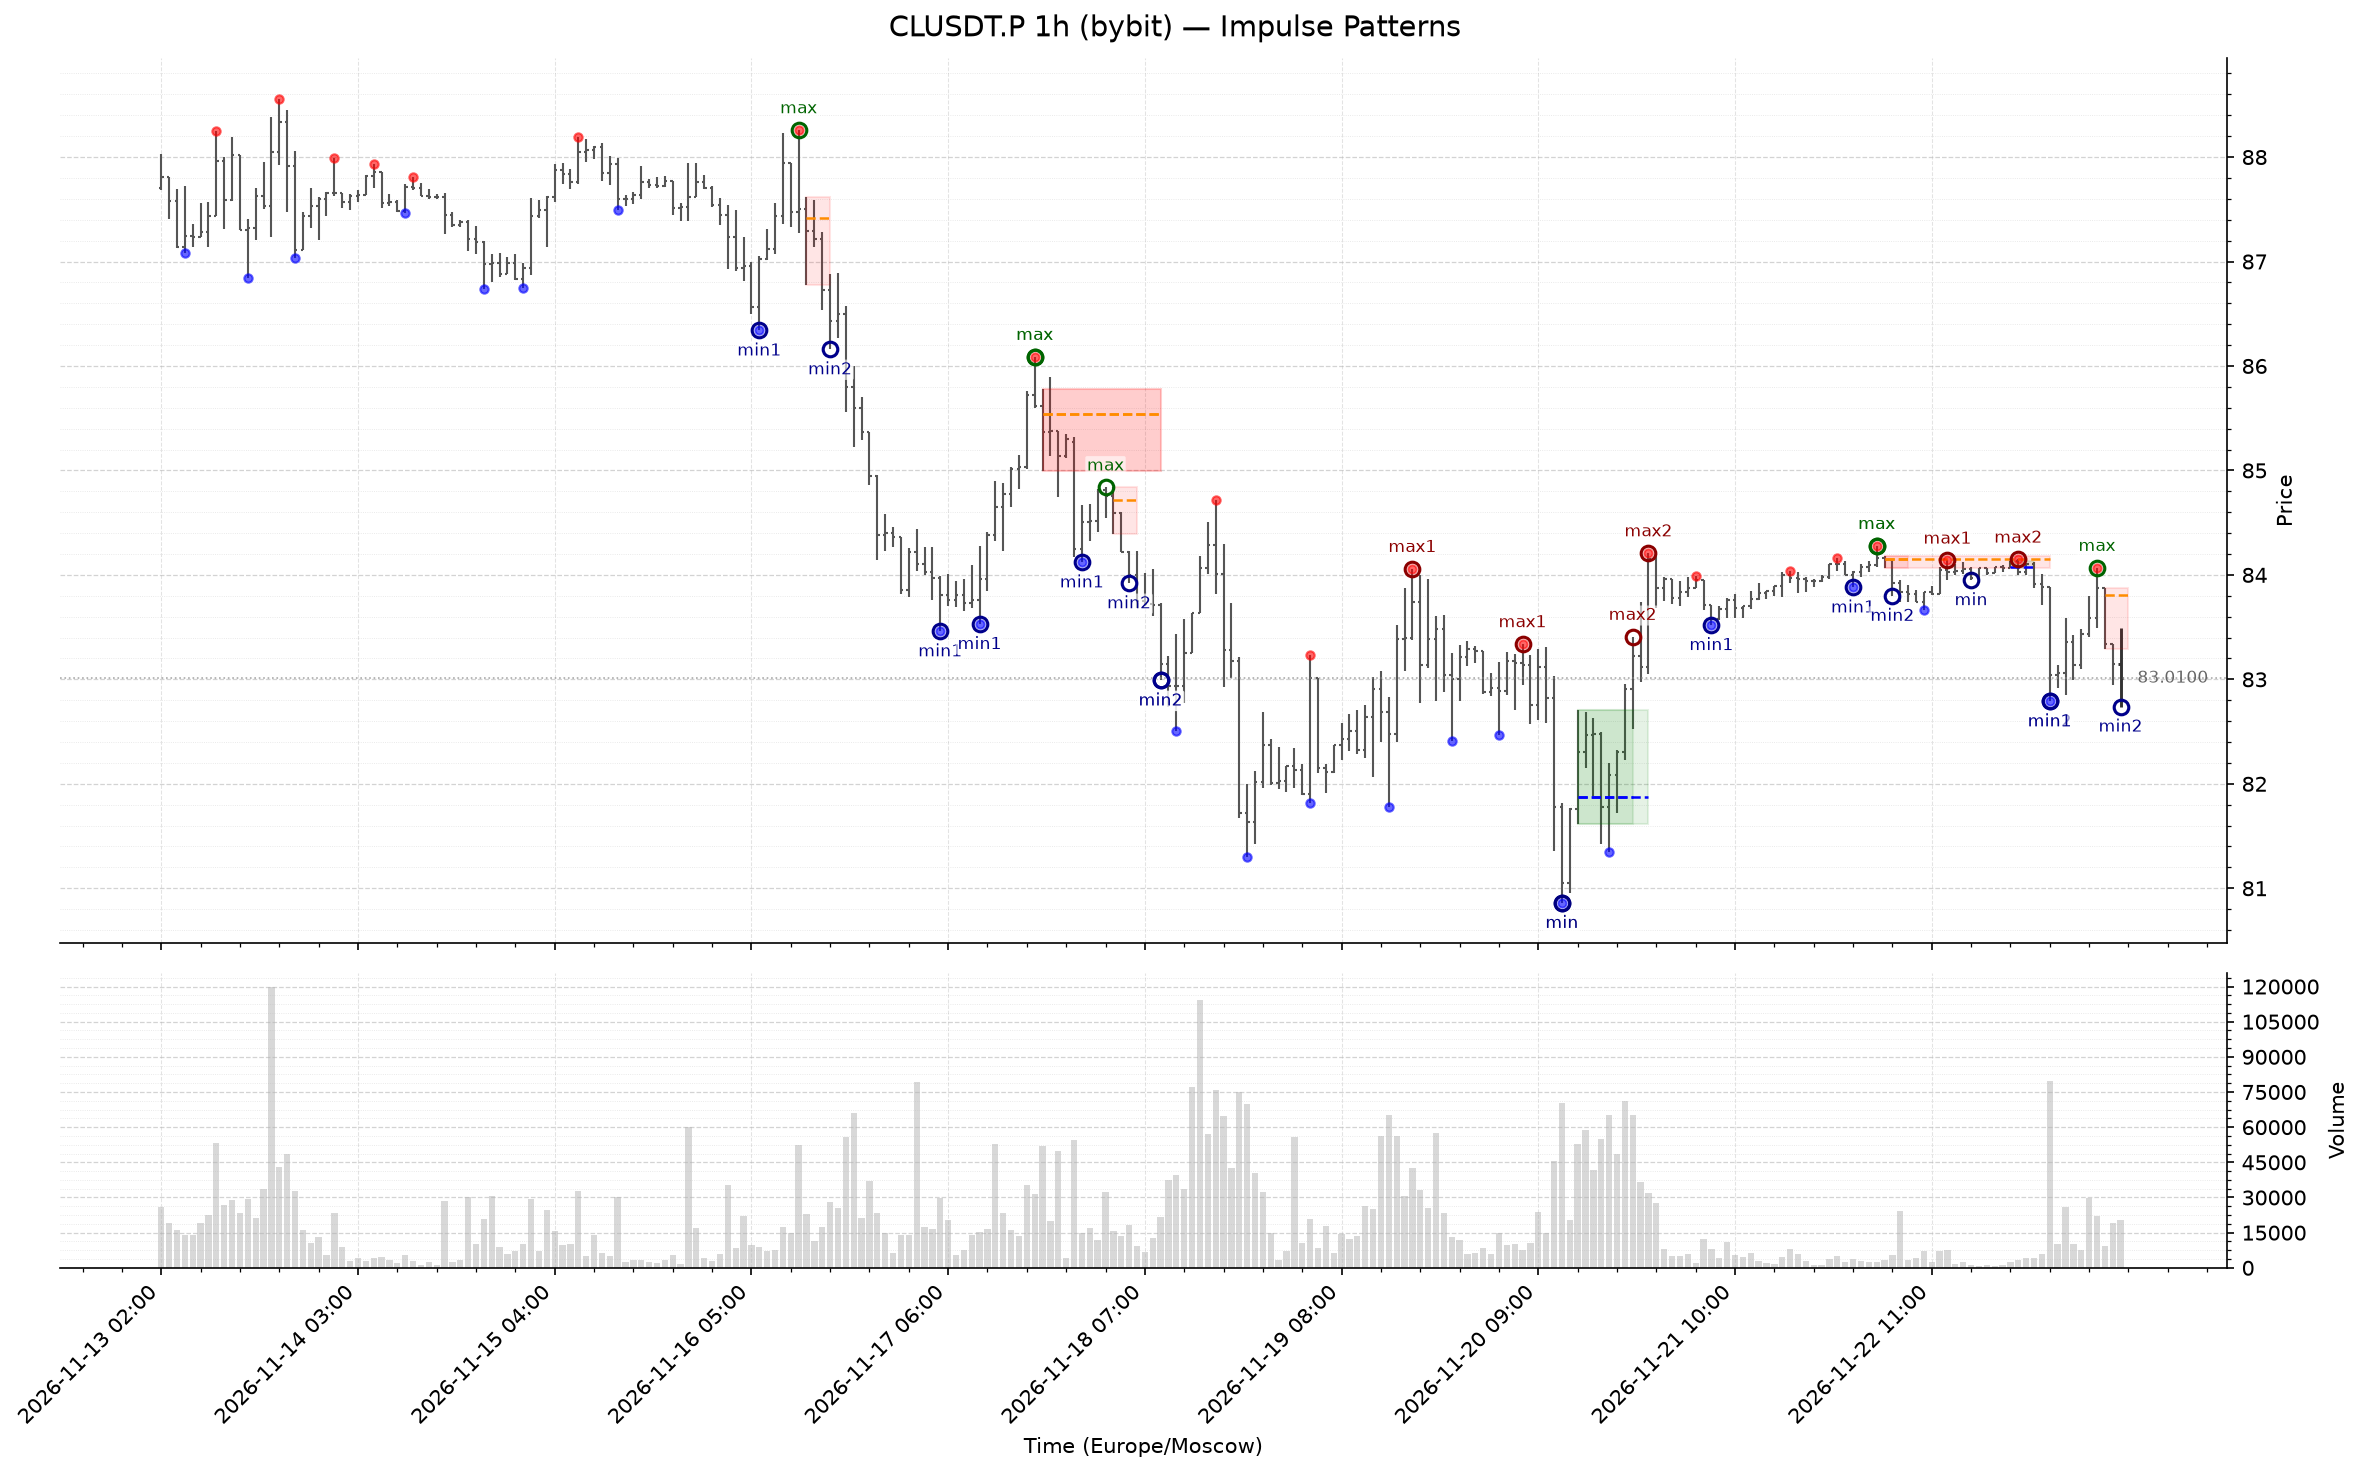 CLUSDT.P 1h (bybit) — Impulse Patterns
max
min1
min2
max
max
min1
min2
min1
min1
min2
max1
max1
max2
max2
min
min1
max
min1
min2
max1
max2
min
max
min1
min2
83.0100
88
87
86
85
84
83
82
81
Price
120000
105000
90000
75000
60000
45000
30000
15000
0
Volume
2026-11-13 02:00
2026-11-14 03:00
2026-11-15 04:00
2026-11-16 05:00
2026-11-17 06:00
2026-11-18 07:00
2026-11-19 08:00
2026-11-20 09:00
2026-11-21 10:00
2026-11-22 11:00
Time (Europe/Moscow)